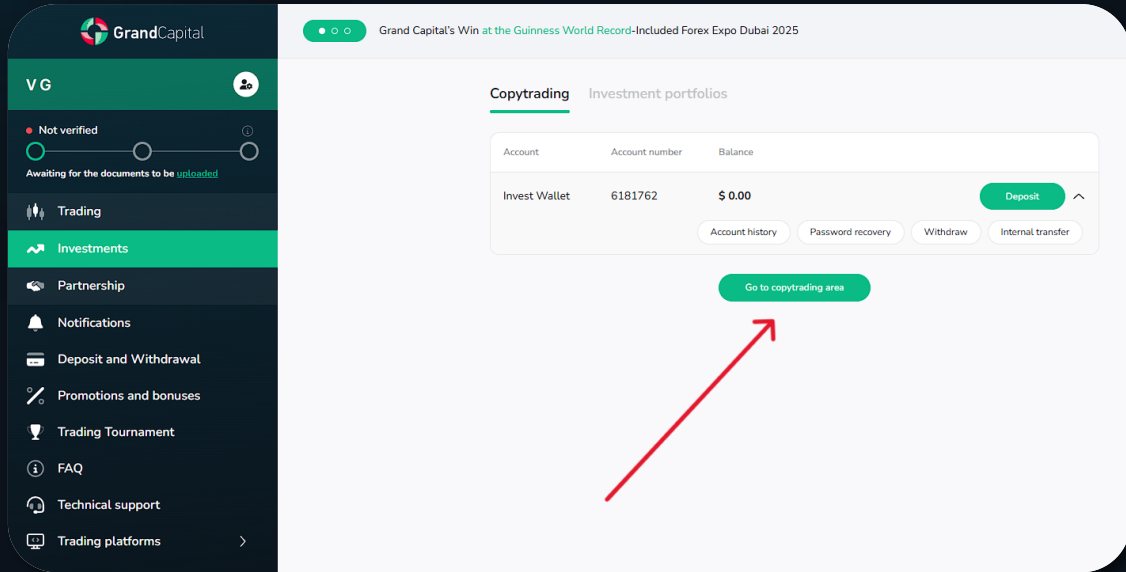 GrandCapital
Grand Capital's Win at the Guinness World Record-Included Forex Expo Dubai 2025
V G
Not verified
Awaiting for the documents to be uploaded
Trading
Investments
Partnership
Notifications
Deposit and Withdrawal
Promotions and bonuses
Trading Tournament
FAQ
Technical support
Trading platforms
Copytrading Investment portfolios
Account Account number Balance
Invest Wallet 6181762 $ 0.00 Deposit
Account history Password recovery Withdraw Internal transfer
Go to copytrading area